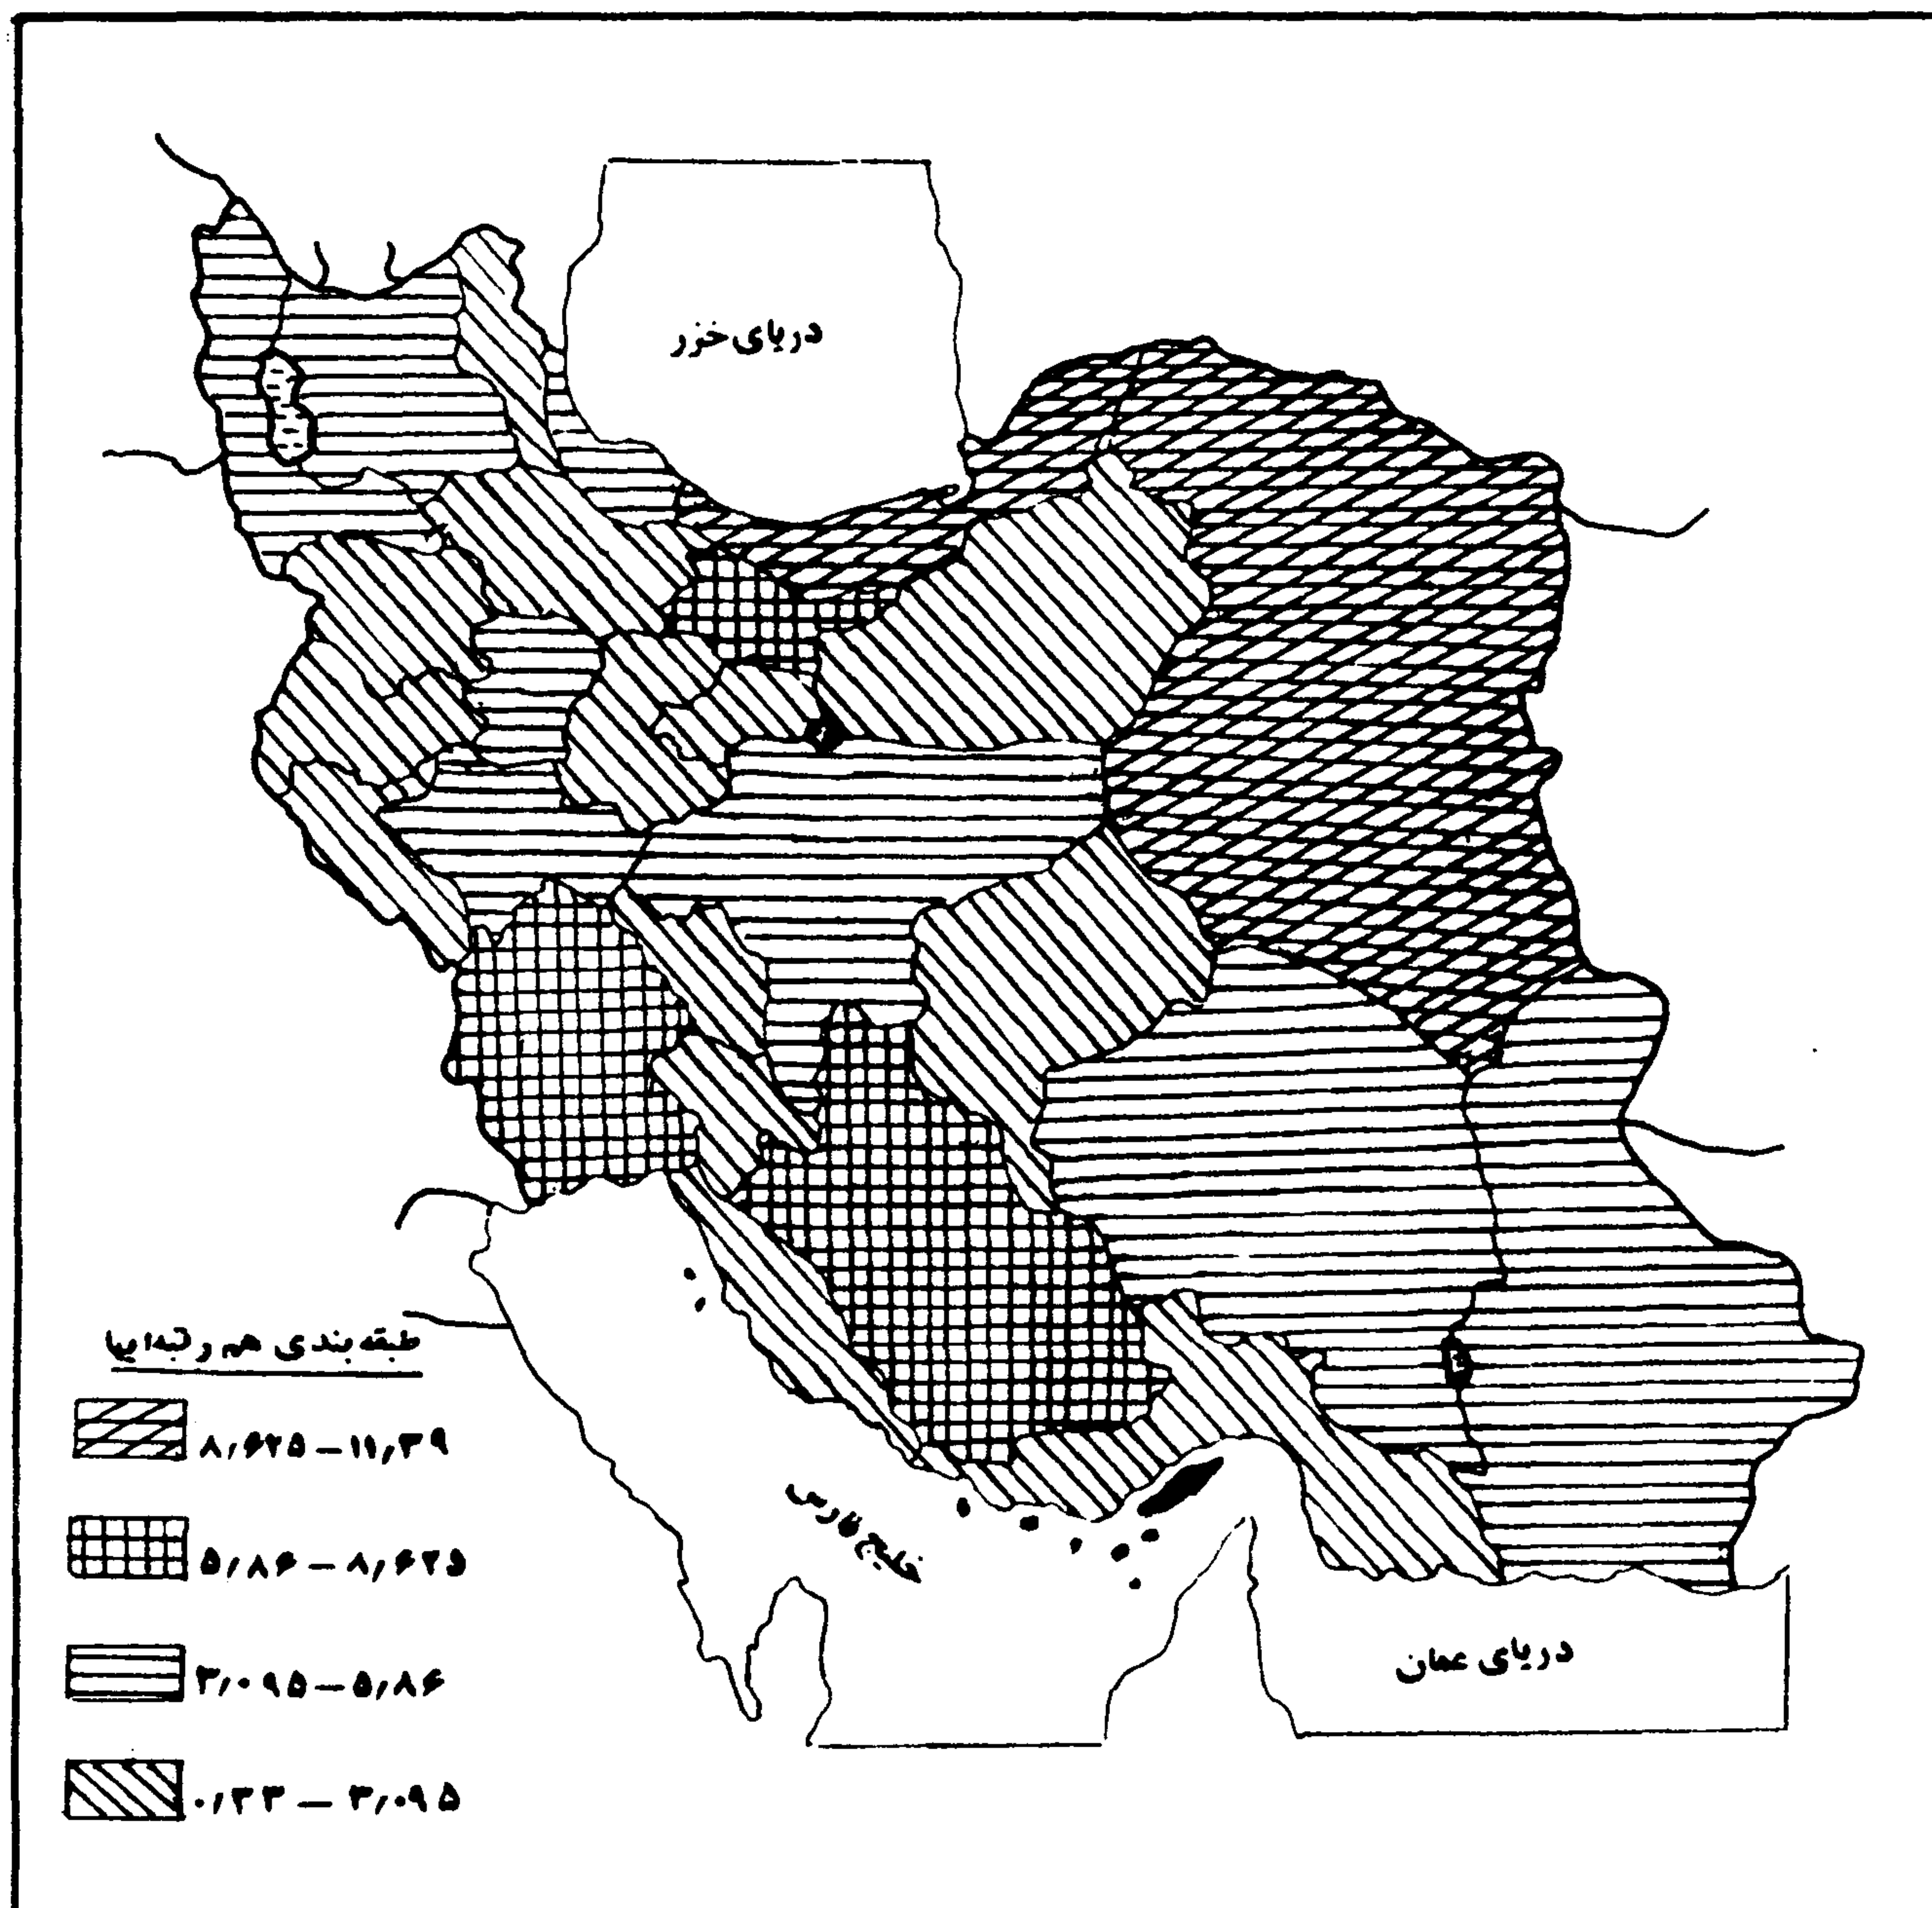 دریای خزر
طبقه‌بندی هم رتبه‌ایها
۸٫۶۲۵ – ۱۱٫۳۹
۵٫۸۶ – ۸٫۶۲۵
۳٫۰۹۵ – ۵٫۸۶
۰٫۳۳ – ۳٫۰۹۵
خلیج فارس
دریای عمان